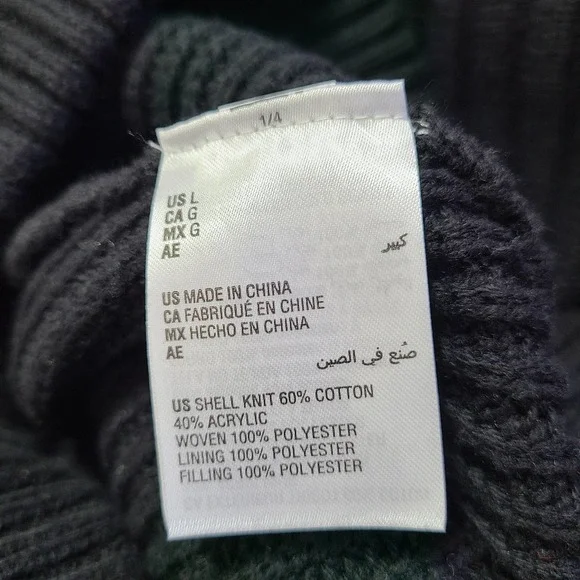 1/4
US L
CA G
MX G
AE
كبير
US MADE IN CHINA
CA FABRIQUÉ EN CHINE
MX HECHO EN CHINA
AE
صُنع في الصين
US SHELL KNIT 60% COTTON
40% ACRYLIC
WOVEN 100% POLYESTER
LINING 100% POLYESTER
FILLING 100% POLYESTER